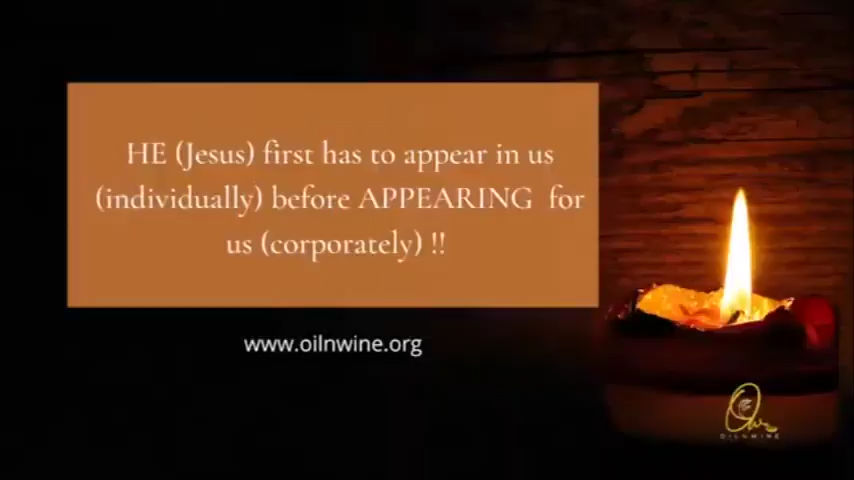 HE (Jesus) first has to appear in us
(individually) before APPEARING for
us (corporately) !!
www.oilnwine.org
OILNWINE